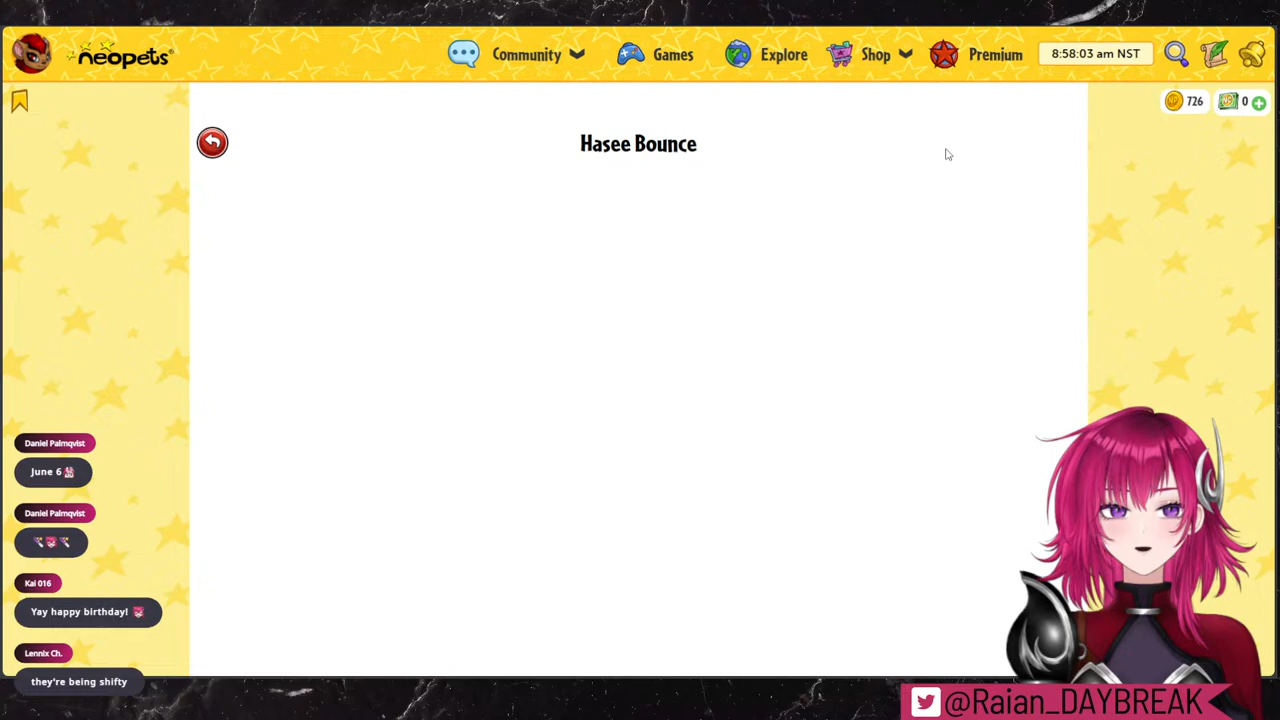 neopets
Community
Games
Explore
Shop
Premium
8:58:03 am NST
726
0
Hasee Bounce
Daniel Palmqvist
June 6
Daniel Palmqvist
Kai 016
Yay happy birthday!
Lennix Ch.
they're being shifty
@Raian_DAYBREAK